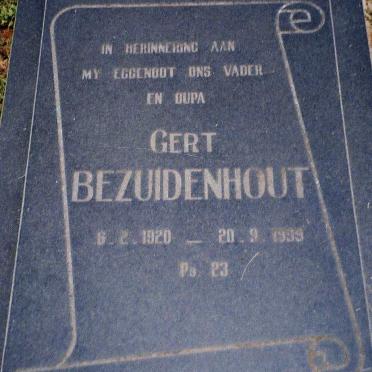 IN HERINNERING AAN
MY EGGENOOT ONS VADER
EN OUPA
GERT
BEZUIDENHOUT
6.2.1920 — 20.9.1999
PS. 23